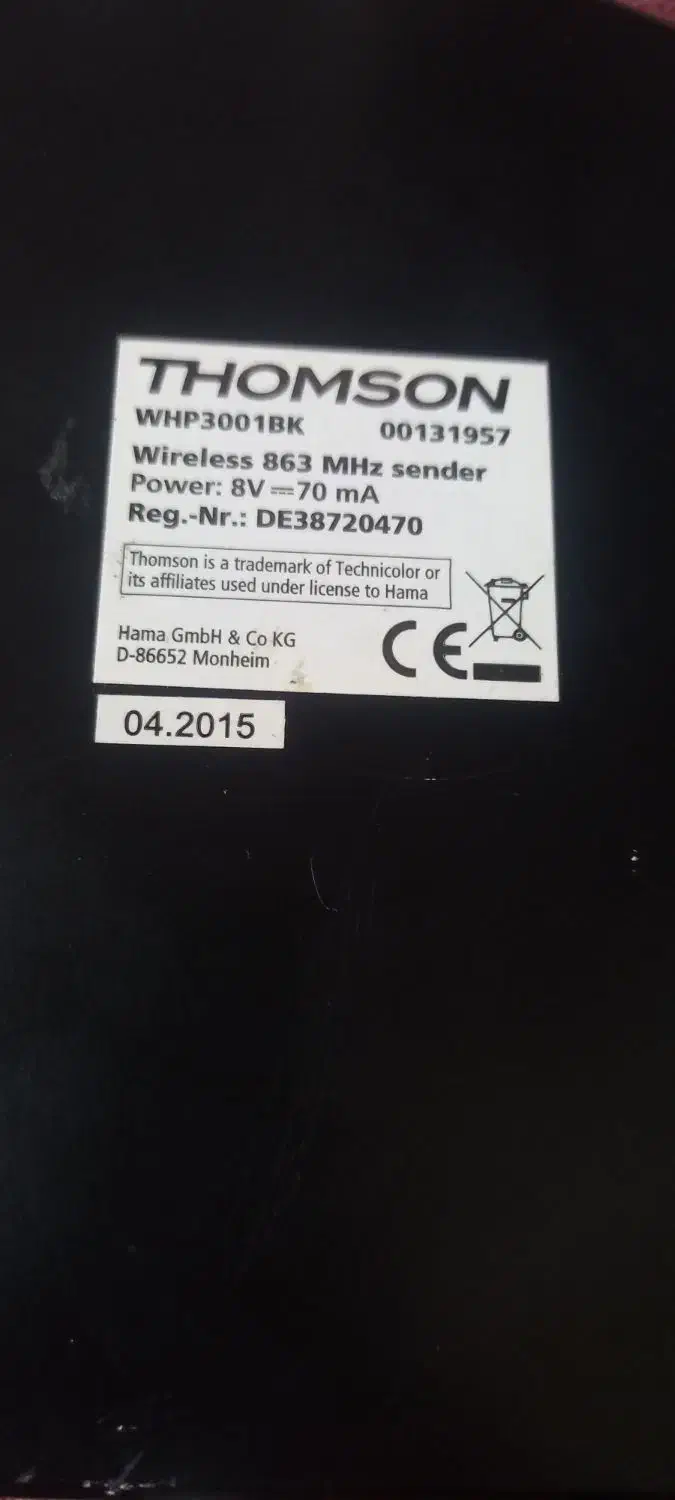 THOMSON
WHP3001BK 00131957
Wireless 863 MHz sender
Power: 8V ⎓ 70 mA
Reg.-Nr.: DE38720470
Thomson is a trademark of Technicolor or
its affiliates used under license to Hama
Hama GmbH & Co KG
D-86652 Monheim
CE
04.2015